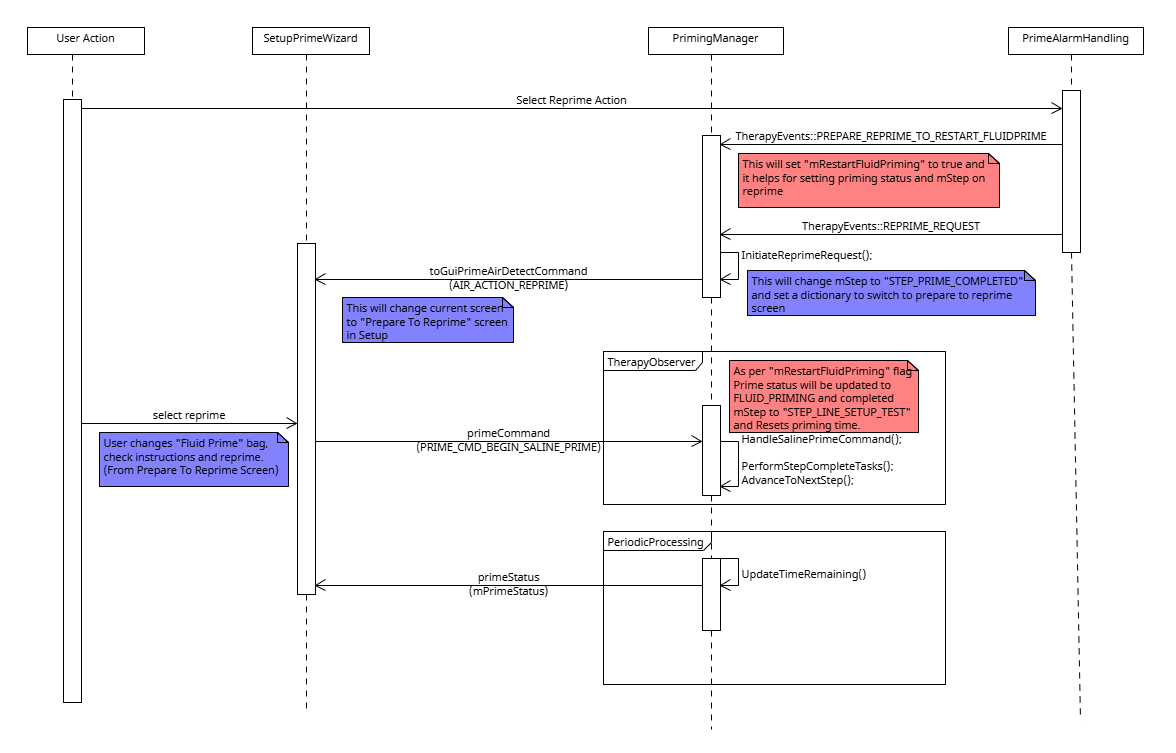 User Action
SetupPrimeWizard
PrimingManager
PrimeAlarmHandling
Select Reprime Action
TherapyEvents::PREPARE_REPRIME_TO_RESTART_FLUIDPRIME
This will set "mRestartFluidPriming" to true and
it helps for setting priming status and mStep on
reprime
TherapyEvents::REPRIME_REQUEST
InitiateReprimeRequest();
toGuiPrimeAirDetectCommand
(AIR_ACTION_REPRIME)
This will change mStep to "STEP_PRIME_COMPLETED"
and set a dictionary to switch to prepare to reprime
screen
This will change current screen
to "Prepare To Reprime" screen
in Setup
TherapyObserver
As per "mRestartFluidPriming" flag
Prime status will be updated to
FLUID_PRIMING and completed
mStep to "STEP_LINE_SETUP_TEST"
and Resets priming time.
select reprime
User changes "Fluid Prime" bag,
check instructions and reprime.
(From Prepare To Reprime Screen)
primeCommand
(PRIME_CMD_BEGIN_SALINE_PRIME)
HandleSalinePrimeCommand();
PerformStepCompleteTasks();
AdvanceToNextStep();
PeriodicProcessing
UpdateTimeRemaining()
primeStatus
(mPrimeStatus)